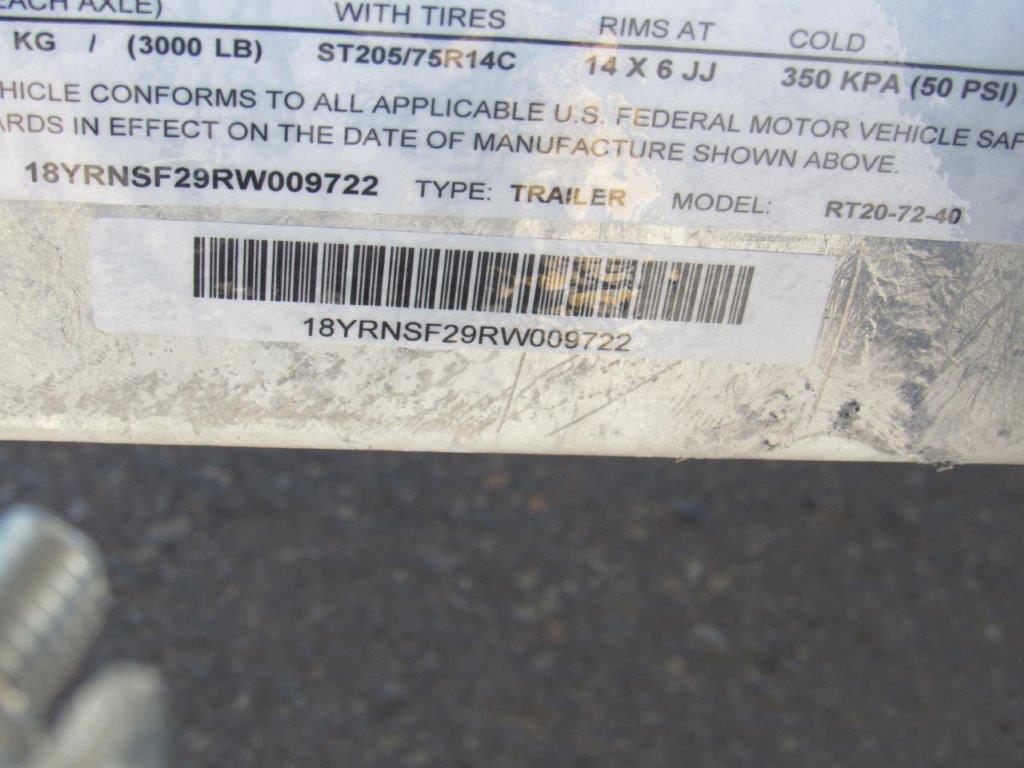 EACH AXLE) WITH TIRES RIMS AT COLD
KG / (3000 LB) ST205/75R14C 14 X 6 JJ 350 KPA (50 PSI)
HICLE CONFORMS TO ALL APPLICABLE U.S. FEDERAL MOTOR VEHICLE SAF
ARDS IN EFFECT ON THE DATE OF MANUFACTURE SHOWN ABOVE.
18YRNSF29RW009722 TYPE: TRAILER MODEL: RT20-72-40
18YRNSF29RW009722